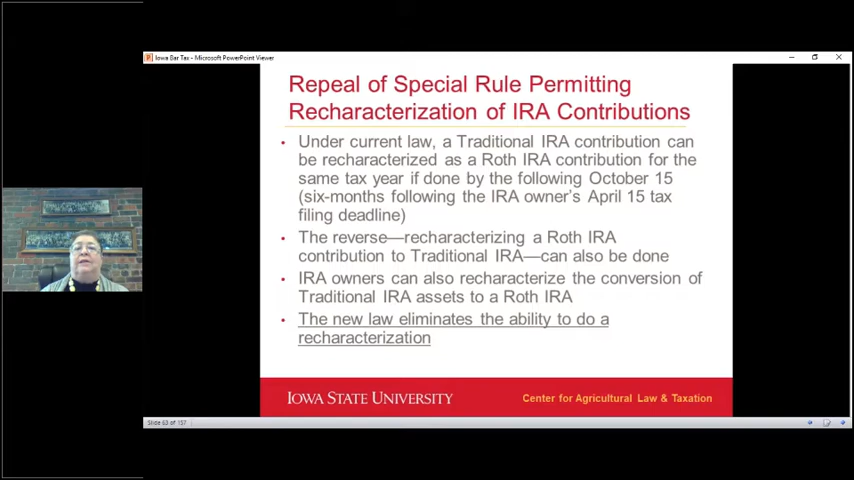 Iowa Bar Tax - Microsoft PowerPoint Viewer
Repeal of Special Rule Permitting
Recharacterization of IRA Contributions
• Under current law, a Traditional IRA contribution can
be recharacterized as a Roth IRA contribution for the
same tax year if done by the following October 15
(six-months following the IRA owner's April 15 tax
filing deadline)
• The reverse—recharacterizing a Roth IRA
contribution to Traditional IRA—can also be done
• IRA owners can also recharacterize the conversion of
Traditional IRA assets to a Roth IRA
• The new law eliminates the ability to do a
recharacterization
IOWA STATE UNIVERSITY
Center for Agricultural Law & Taxation
Slide 63 of 157